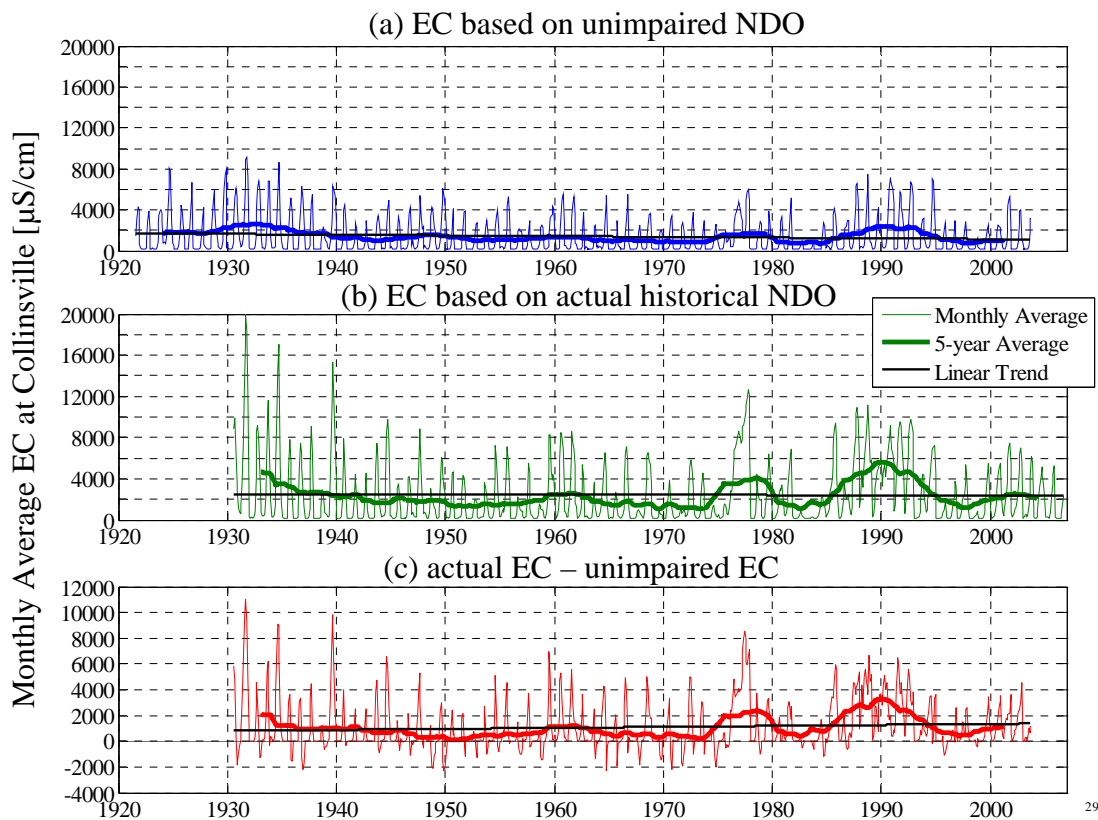 (a) EC based on unimpaired NDO
20000
16000
12000
8000
4000
0
1920 1930 1940 1950 1960 1970 1980 1990 2000
Monthly Average EC at Collinsville [µS/cm]
(b) EC based on actual historical NDO
20000
16000
12000
8000
4000
0
1920 1930 1940 1950 1960 1970 1980 1990 2000
Monthly Average
5-year Average
Linear Trend
(c) actual EC – unimpaired EC
12000
10000
8000
6000
4000
2000
0
-2000
-4000
1920 1930 1940 1950 1960 1970 1980 1990 2000
29